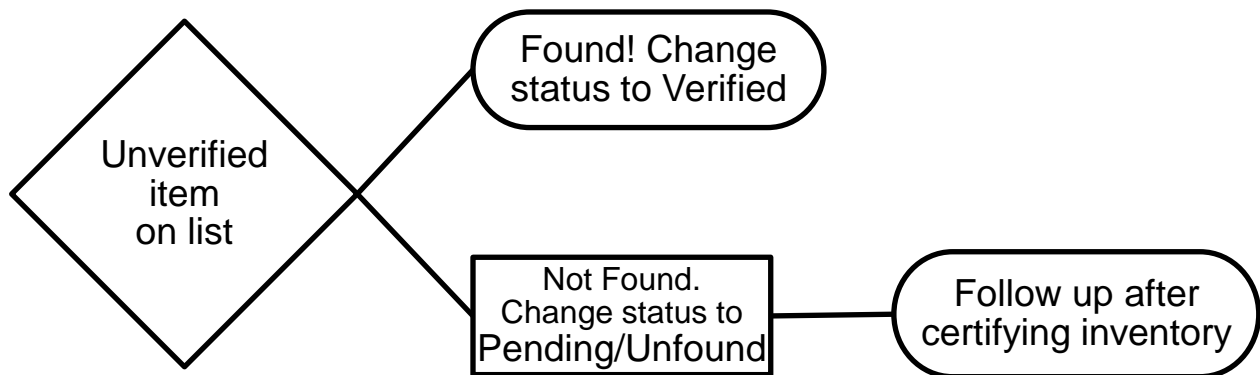 Unverified
item
on list
Found! Change
status to Verified
Not Found.
Change status to
Pending/Unfound
Follow up after
certifying inventory